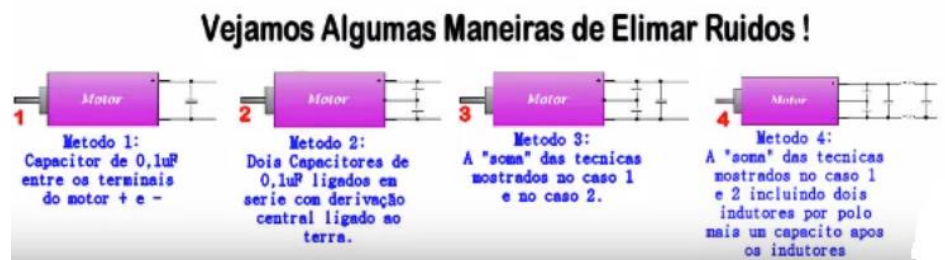 Vejamos Algumas Maneiras de Elimar Ruidos !
Motor
1
Metodo 1:
Capacitor de 0,1uF
entre os terminais
do motor + e -
Motor
2
Metodo 2:
Dois Capacitores de
0,1uF ligados em
serie com derivação
central ligado ao
terra.
Motor
3
Metodo 3:
A "soma" das tecnicas
mostrados no caso 1
e no caso 2.
Motor
4
Metodo 4:
A "soma" das tecnicas
mostrados no caso 1
e 2 incluindo dois
indutores por polo
mais um capacito apos
os indutores